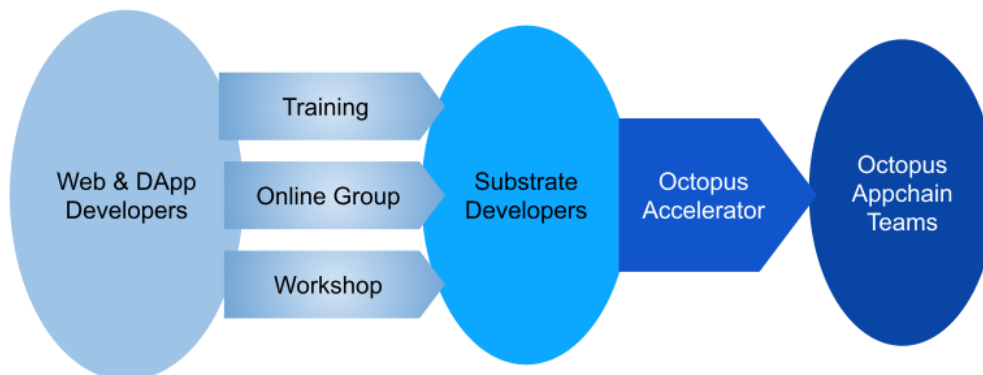 Web & DApp
Developers
Training
Online Group
Workshop
Substrate
Developers
Octopus
Accelerator
Octopus
Appchain
Teams